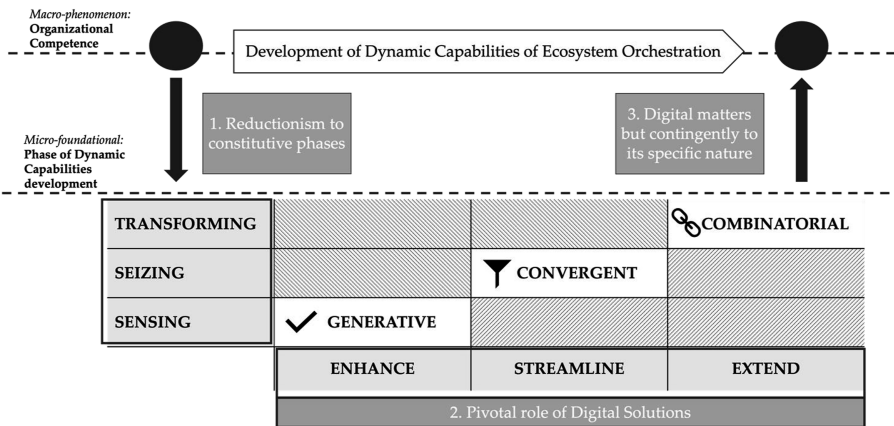 Macro-phenomenon:
Organizational
Competence
Development of Dynamic Capabilities of Ecosystem Orchestration
1. Reductionism to
constitutive phases
3. Digital matters
but contingently to
its specific nature
Micro-foundational:
Phase of Dynamic
Capabilities
development
TRANSFORMING
COMBINATORIAL
SEIZING
CONVERGENT
SENSING
GENERATIVE
ENHANCE
STREAMLINE
EXTEND
2. Pivotal role of Digital Solutions